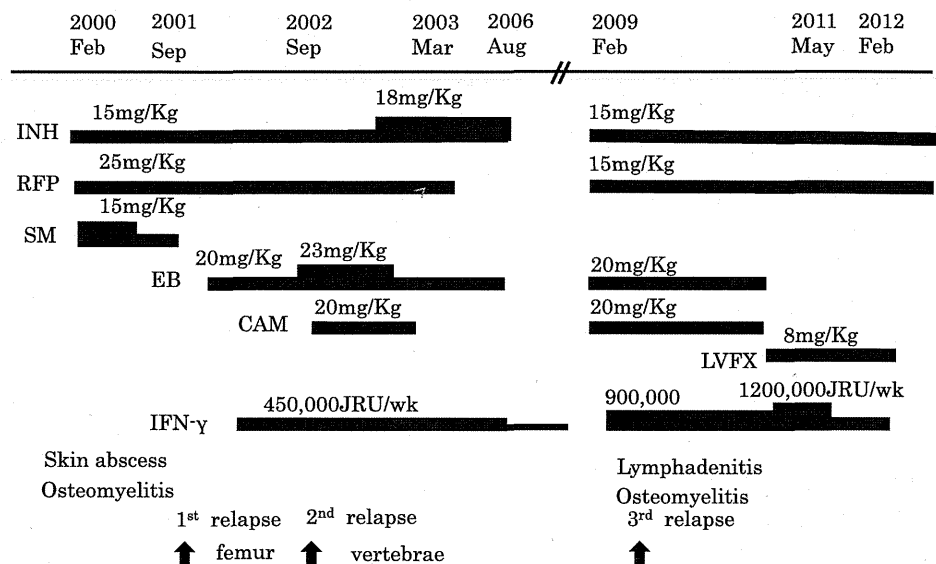 2000 2001 2002 2003 2006 2009 2011 2012
Feb Sep Sep Mar Aug Feb May Feb
15mg/Kg 18mg/Kg 15mg/Kg
INH
25mg/Kg 15mg/Kg
RFP
15mg/Kg
SM
20mg/Kg 23mg/Kg 20mg/Kg
EB
20mg/Kg 20mg/Kg
CAM
8mg/Kg
LVFX
450,000JRU/wk 900,000 1200,000JRU/wk
IFN-γ
Skin abscess Lymphadenitis
Osteomyelitis Osteomyelitis
1st relapse 2nd relapse 3rd relapse
femur vertebrae